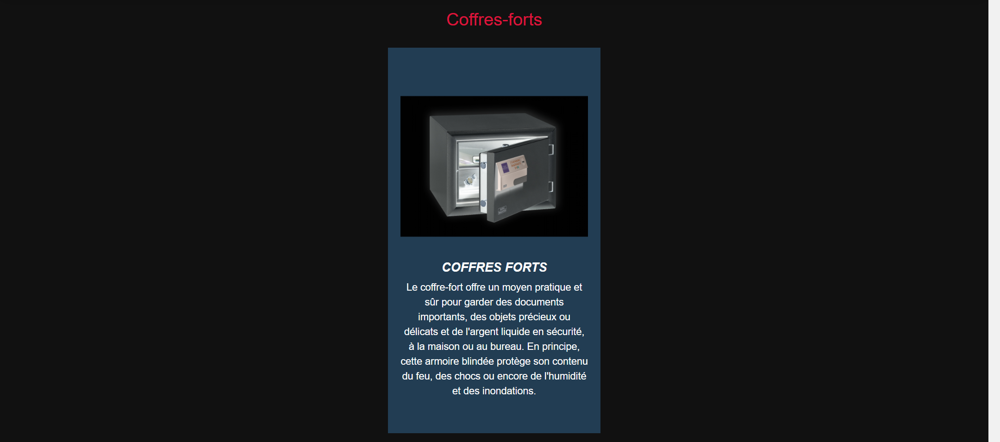 Coffres-forts
COFFRES FORTS
Le coffre-fort offre un moyen pratique et
sûr pour garder des documents
importants, des objets précieux ou
délicats et de l'argent liquide en sécurité,
à la maison ou au bureau. En principe,
cette armoire blindée protège son contenu
du feu, des chocs ou encore de l'humidité
et des inondations.